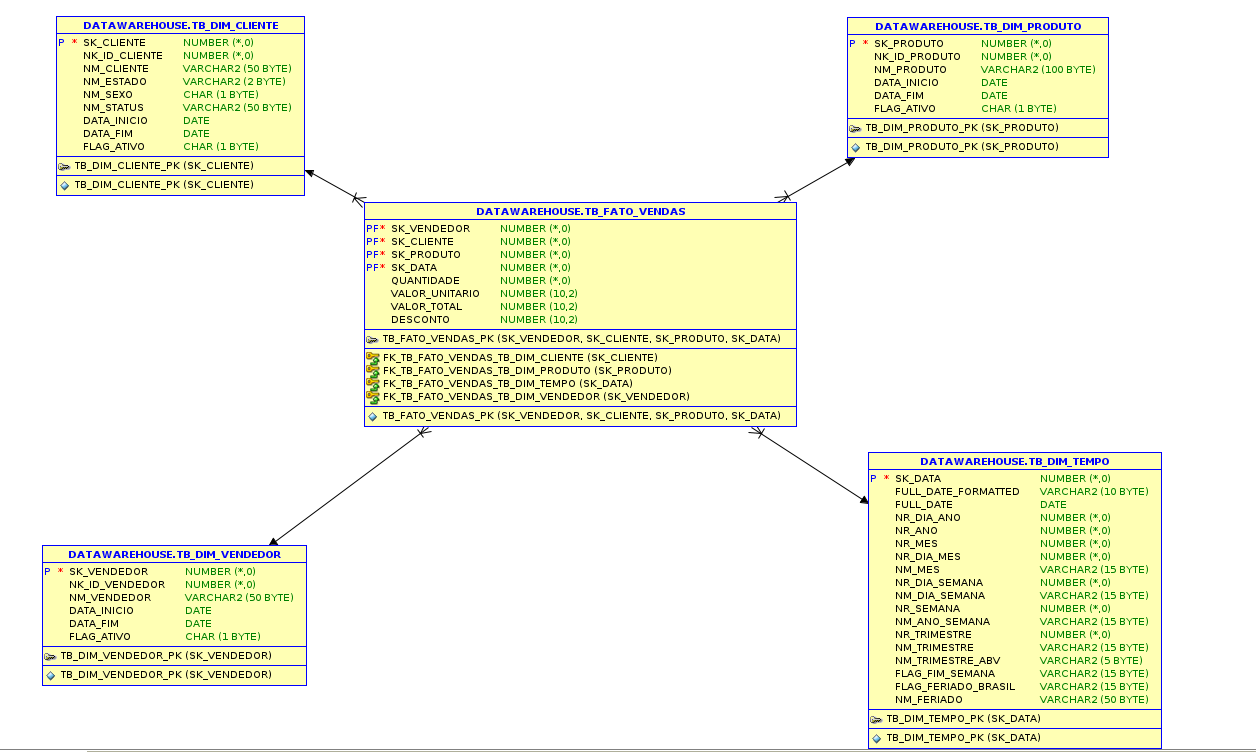 DATAWAREHOUSE.TB_DIM_CLIENTE
P * SK_CLIENTE NUMBER (*,0)
NK_ID_CLIENTE NUMBER (*,0)
NM_CLIENTE VARCHAR2 (50 BYTE)
NM_ESTADO VARCHAR2 (2 BYTE)
NM_SEXO CHAR (1 BYTE)
NM_STATUS VARCHAR2 (50 BYTE)
DATA_INICIO DATE
DATA_FIM DATE
FLAG_ATIVO CHAR (1 BYTE)
TB_DIM_CLIENTE_PK (SK_CLIENTE)
TB_DIM_CLIENTE_PK (SK_CLIENTE)
DATAWAREHOUSE.TB_DIM_PRODUTO
P * SK_PRODUTO NUMBER (*,0)
NK_ID_PRODUTO NUMBER (*,0)
NM_PRODUTO VARCHAR2 (100 BYTE)
DATA_INICIO DATE
DATA_FIM DATE
FLAG_ATIVO CHAR (1 BYTE)
TB_DIM_PRODUTO_PK (SK_PRODUTO)
TB_DIM_PRODUTO_PK (SK_PRODUTO)
DATAWAREHOUSE.TB_FATO_VENDAS
PF* SK_VENDEDOR NUMBER (*,0)
PF* SK_CLIENTE NUMBER (*,0)
PF* SK_PRODUTO NUMBER (*,0)
PF* SK_DATA NUMBER (*,0)
QUANTIDADE NUMBER (*,0)
VALOR_UNITARIO NUMBER (10,2)
VALOR_TOTAL NUMBER (10,2)
DESCONTO NUMBER (10,2)
TB_FATO_VENDAS_PK (SK_VENDEDOR, SK_CLIENTE, SK_PRODUTO, SK_DATA)
FK_TB_FATO_VENDAS_TB_DIM_CLIENTE (SK_CLIENTE)
FK_TB_FATO_VENDAS_TB_DIM_PRODUTO (SK_PRODUTO)
FK_TB_FATO_VENDAS_TB_DIM_TEMPO (SK_DATA)
FK_TB_FATO_VENDAS_TB_DIM_VENDEDOR (SK_VENDEDOR)
TB_FATO_VENDAS_PK (SK_VENDEDOR, SK_CLIENTE, SK_PRODUTO, SK_DATA)
DATAWAREHOUSE.TB_DIM_VENDEDOR
P * SK_VENDEDOR NUMBER (*,0)
NK_ID_VENDEDOR NUMBER (*,0)
NM_VENDEDOR VARCHAR2 (50 BYTE)
DATA_INICIO DATE
DATA_FIM DATE
FLAG_ATIVO CHAR (1 BYTE)
TB_DIM_VENDEDOR_PK (SK_VENDEDOR)
TB_DIM_VENDEDOR_PK (SK_VENDEDOR)
DATAWAREHOUSE.TB_DIM_TEMPO
P * SK_DATA NUMBER (*,0)
FULL_DATE_FORMATTED VARCHAR2 (10 BYTE)
FULL_DATE DATE
NR_DIA_ANO NUMBER (*,0)
NR_ANO NUMBER (*,0)
NR_MES NUMBER (*,0)
NR_DIA_MES NUMBER (*,0)
NM_MES VARCHAR2 (15 BYTE)
NR_DIA_SEMANA NUMBER (*,0)
NM_DIA_SEMANA VARCHAR2 (15 BYTE)
NR_SEMANA NUMBER (*,0)
NM_ANO_SEMANA VARCHAR2 (15 BYTE)
NR_TRIMESTRE NUMBER (*,0)
NM_TRIMESTRE VARCHAR2 (15 BYTE)
NM_TRIMESTRE_ABV VARCHAR2 (5 BYTE)
FLAG_FIM_SEMANA VARCHAR2 (15 BYTE)
FLAG_FERIADO_BRASIL VARCHAR2 (15 BYTE)
NM_FERIADO VARCHAR2 (50 BYTE)
TB_DIM_TEMPO_PK (SK_DATA)
TB_DIM_TEMPO_PK (SK_DATA)